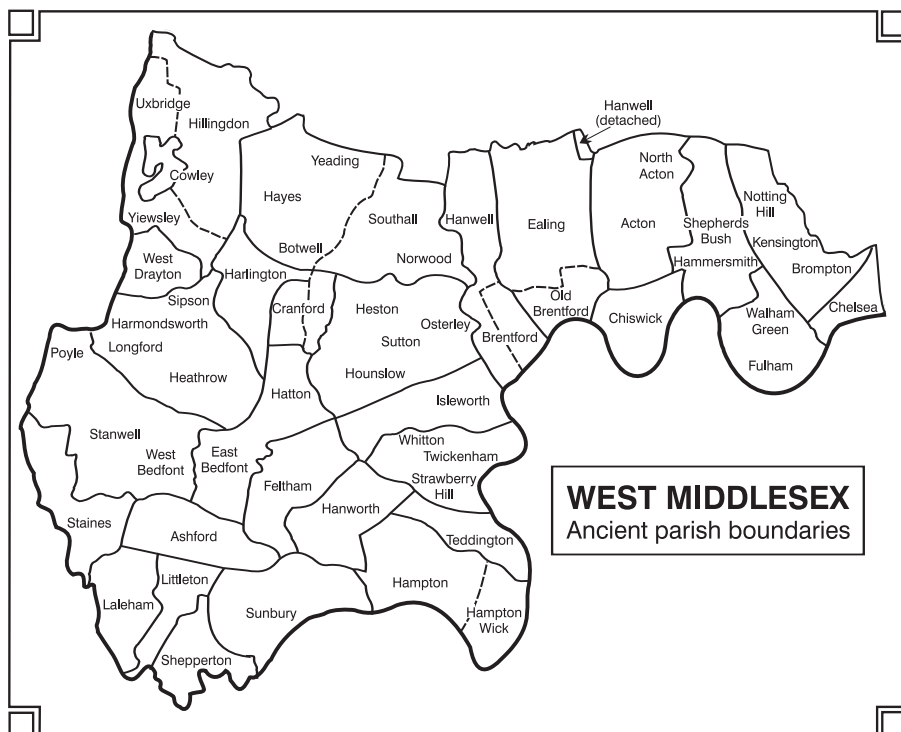 Hanwell
(detached)
Uxbridge
Hillingdon
Yeading
North
Acton
Cowley
Hayes
Notting
Hill
Yiewsley
Southall
Hanwell
Ealing
Acton
Shepherds
Bush
Botwell
Kensington
West
Drayton
Norwood
Hammersmith
Brompton
Harlington
Sipson
Cranford
Heston
Old
Brentford
Chelsea
Harmondsworth
Osterley
Chiswick
Walham
Green
Longford
Sutton
Brentford
Poyle
Heathrow
Hounslow
Fulham
Hatton
Isleworth
Stanwell
West
Bedfont
East
Bedfont
Whitton
Twickenham
Feltham
Strawberry
Hill
WEST MIDDLESEX
Ancient parish boundaries
Staines
Hanworth
Ashford
Teddington
Littleton
Hampton
Laleham
Sunbury
Hampton
Wick
Shepperton